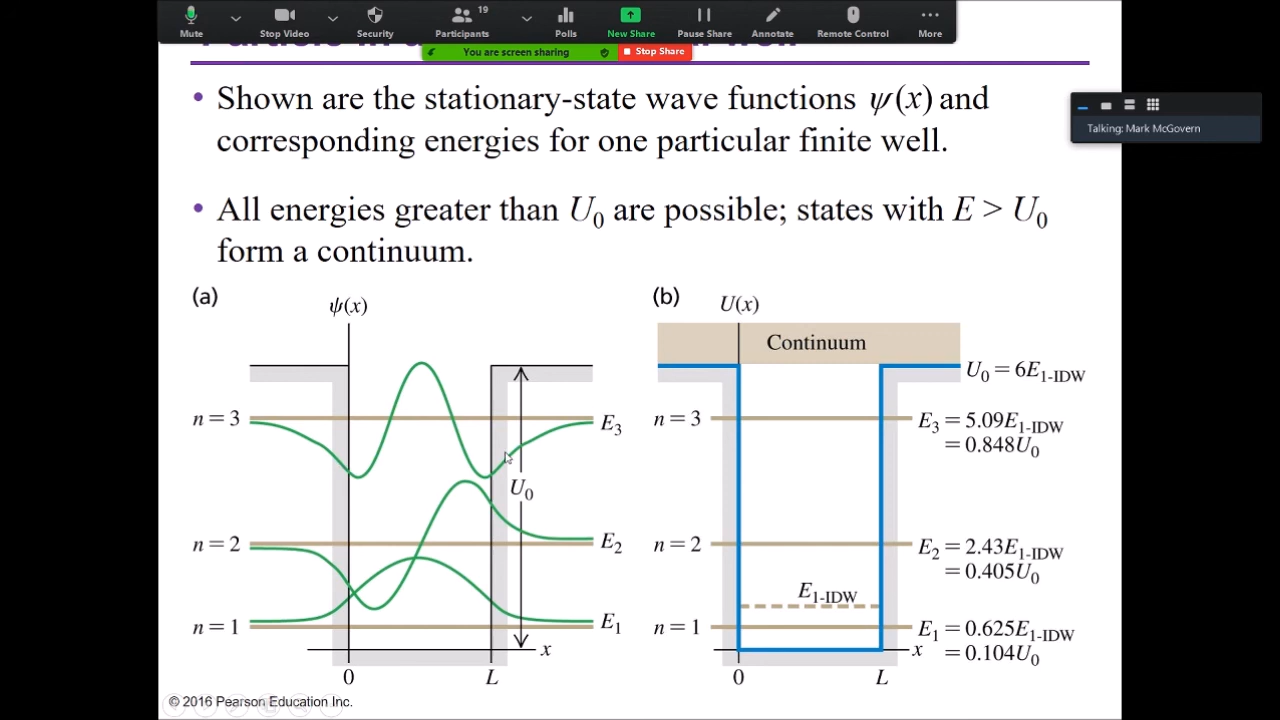 19
Mute
Stop Video
Security
Participants
Polls
New Share
Pause Share
Annotate
Remote Control
More
You are screen sharing
Stop Share
Talking: Mark McGovern
• Shown are the stationary-state wave functions ψ(x) and
corresponding energies for one particular finite well.
• All energies greater than U₀ are possible; states with E > U₀
form a continuum.
(a)
ψ(x)
n = 3
E₃
U₀
n = 2
E₂
n = 1
E₁
x
0
L
(b)
U(x)
Continuum
U₀ = 6E₁₋IDW
n = 3
E₃ = 5.09E₁₋IDW
= 0.848U₀
n = 2
E₂ = 2.43E₁₋IDW
= 0.405U₀
E₁₋IDW
n = 1
E₁ = 0.625E₁₋IDW
x
= 0.104U₀
0
L
© 2016 Pearson Education Inc.